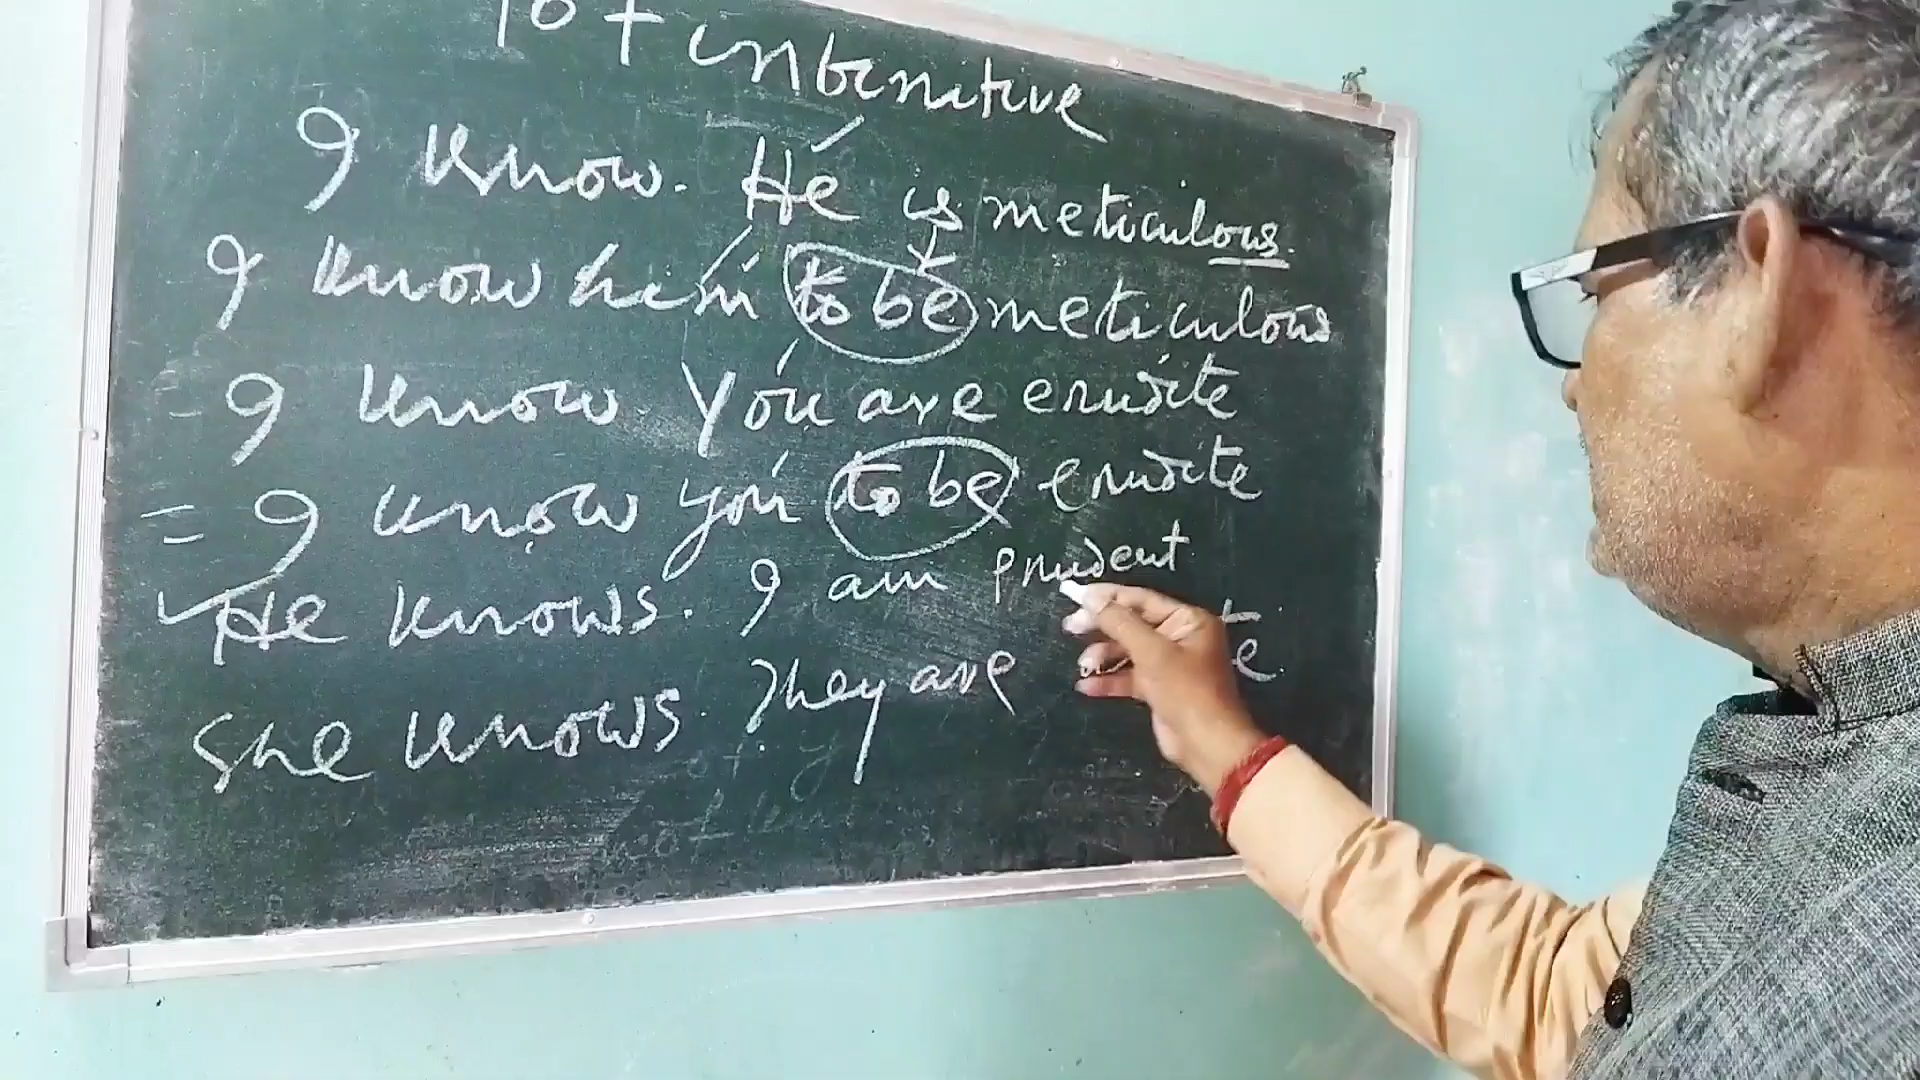 To + infinitive
I know. He is meticulous.
I know him to be meticulous
= I know You are erudite
= I know you to be erudite
He knows. I am prudent
She knows. They are